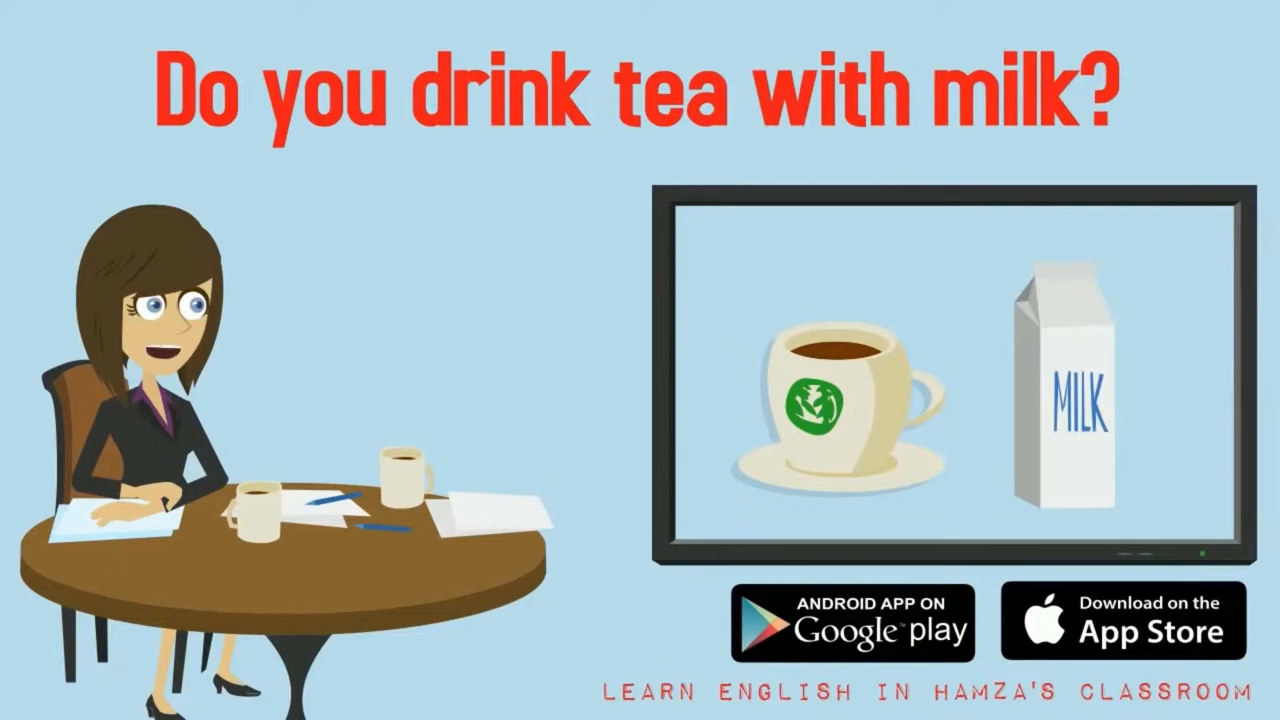 Do you drink tea with milk?
MILK
ANDROID APP ON
Google play
Download on the
App Store
LEARN ENGLISH IN HAMZA'S CLASSROOM